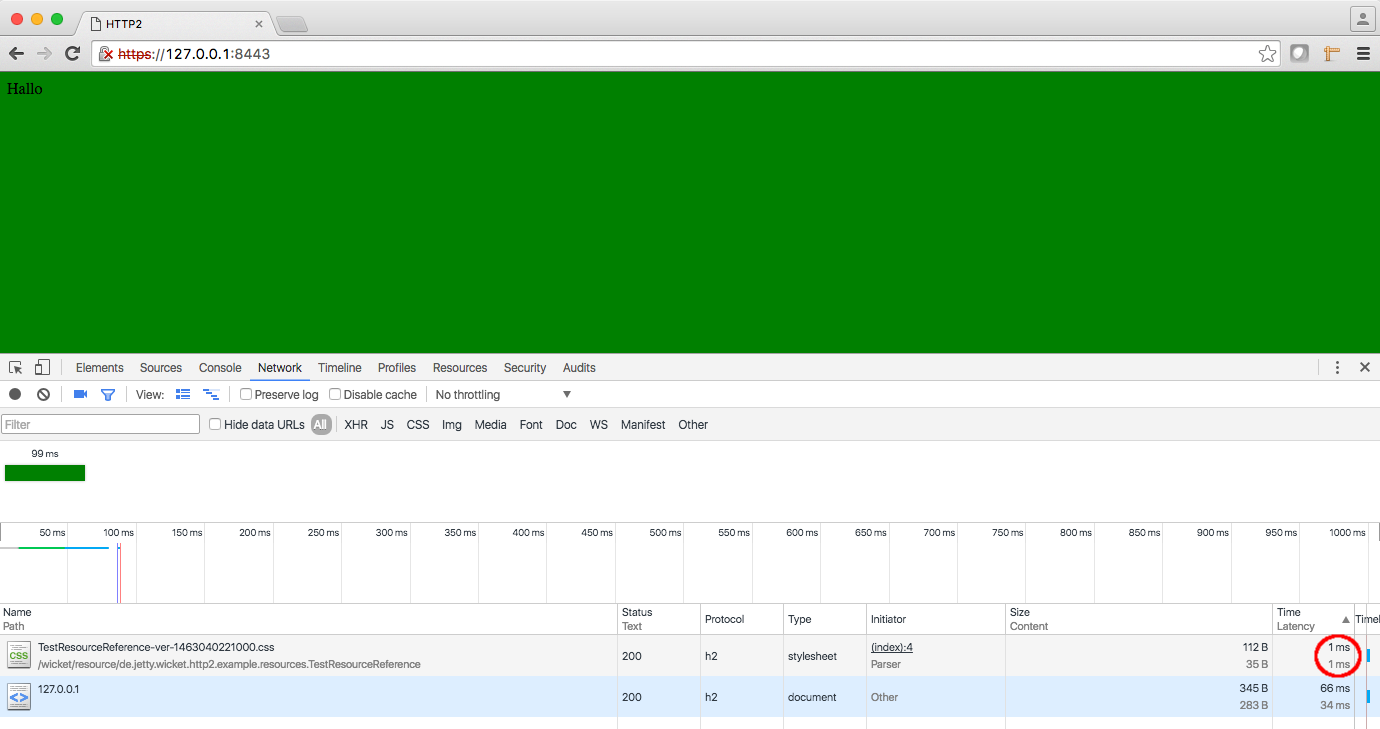 HTTP2
https://127.0.0.1:8443
Hallo
Elements Sources Console Network Timeline Profiles Resources Security Audits
View: Preserve log Disable cache No throttling
Filter Hide data URLs All XHR JS CSS Img Media Font Doc WS Manifest Other
99 ms
50 ms 100 ms 150 ms 200 ms 250 ms 300 ms 350 ms 400 ms 450 ms 500 ms 550 ms 600 ms 650 ms 700 ms 750 ms 800 ms 850 ms 900 ms 950 ms 1000 ms
Name Status Protocol Type Initiator Size Time Timel
Path Text Content Latency
CSS TestResourceReference-ver-1463040221000.css 200 h2 stylesheet (index):4 112 B 1 ms
/wicket/resource/de.jetty.wicket.http2.example.resources.TestResourceReference Parser 35 B 1 ms
127.0.0.1 200 h2 document Other 345 B 66 ms
283 B 34 ms